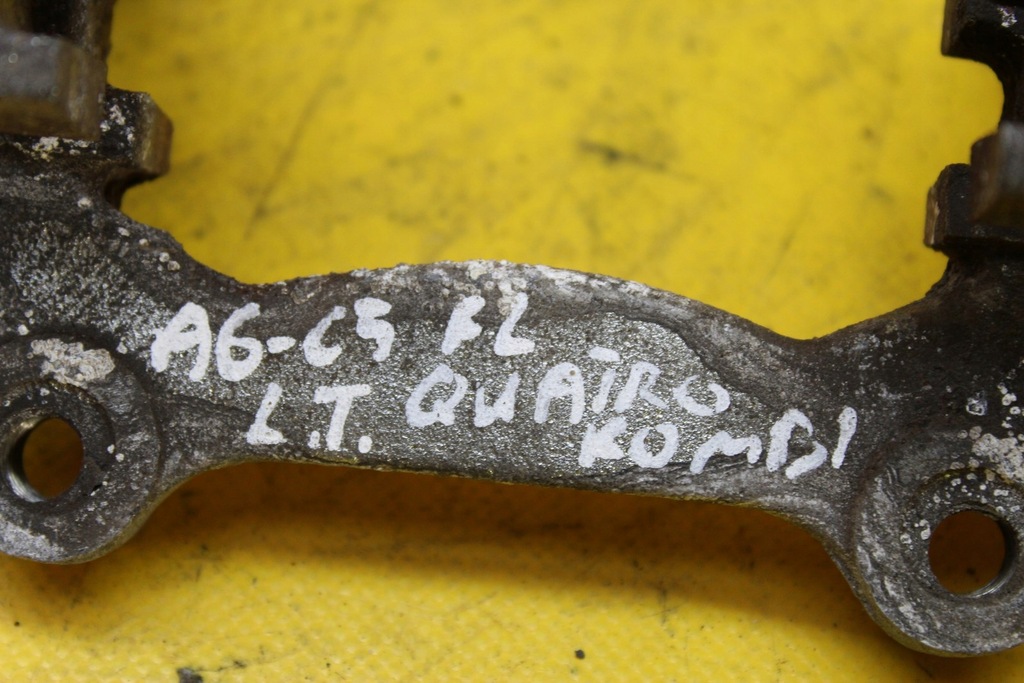 A6-C5 FL
L.T. QUATRO
KOMBI